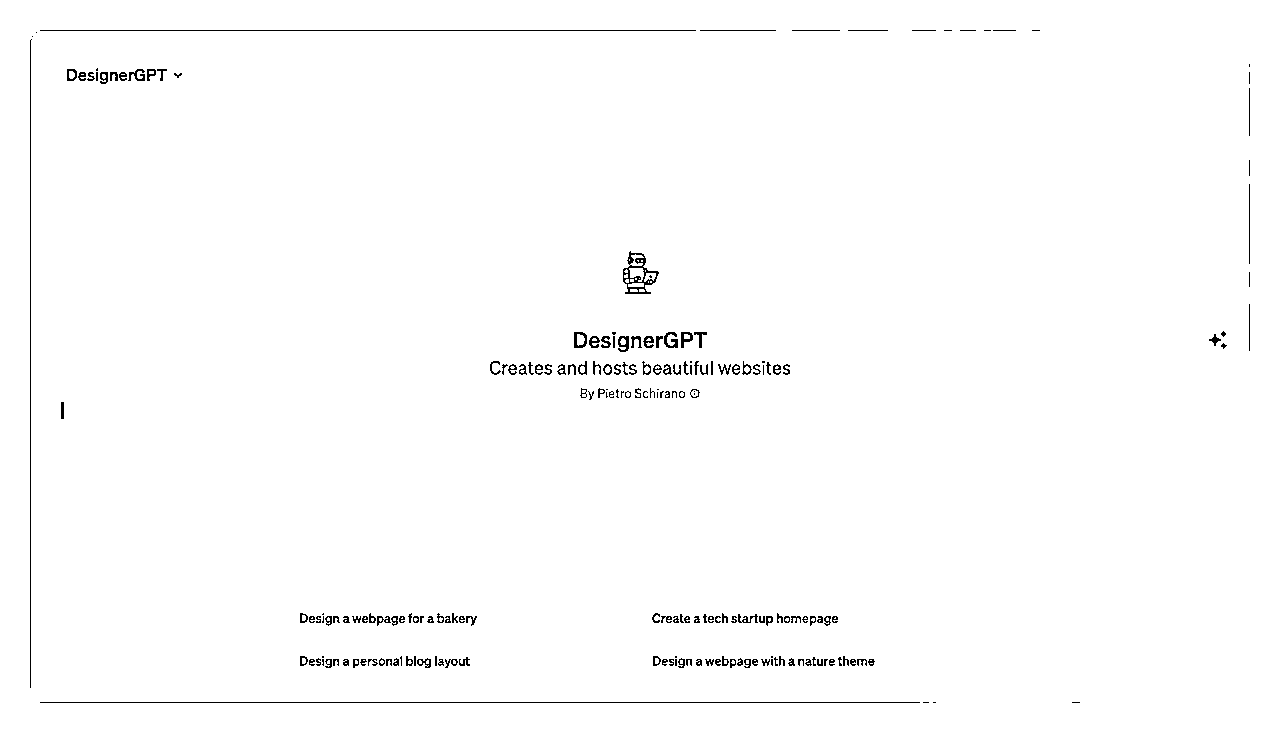 DesignerGPT
DesignerGPT
Creates and hosts beautiful websites
By Pietro Schirano
Design a webpage for a bakery
Create a tech startup homepage
Design a personal blog layout
Design a webpage with a nature theme